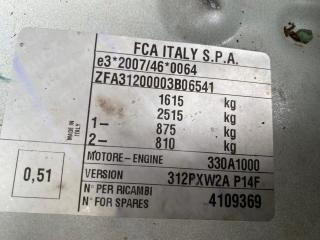 FCA ITALY S.P.A.
e3*2007/46*0064
ZFA31200003B06541
1615 kg
2515 kg
1- 875 kg
2- 810 kg
MADE IN ITALY
0,51
MOTORE-ENGINE 330A1000
VERSION 312PXW2A P14F
N° PER RICAMBI
N° FOR SPARES 4109369